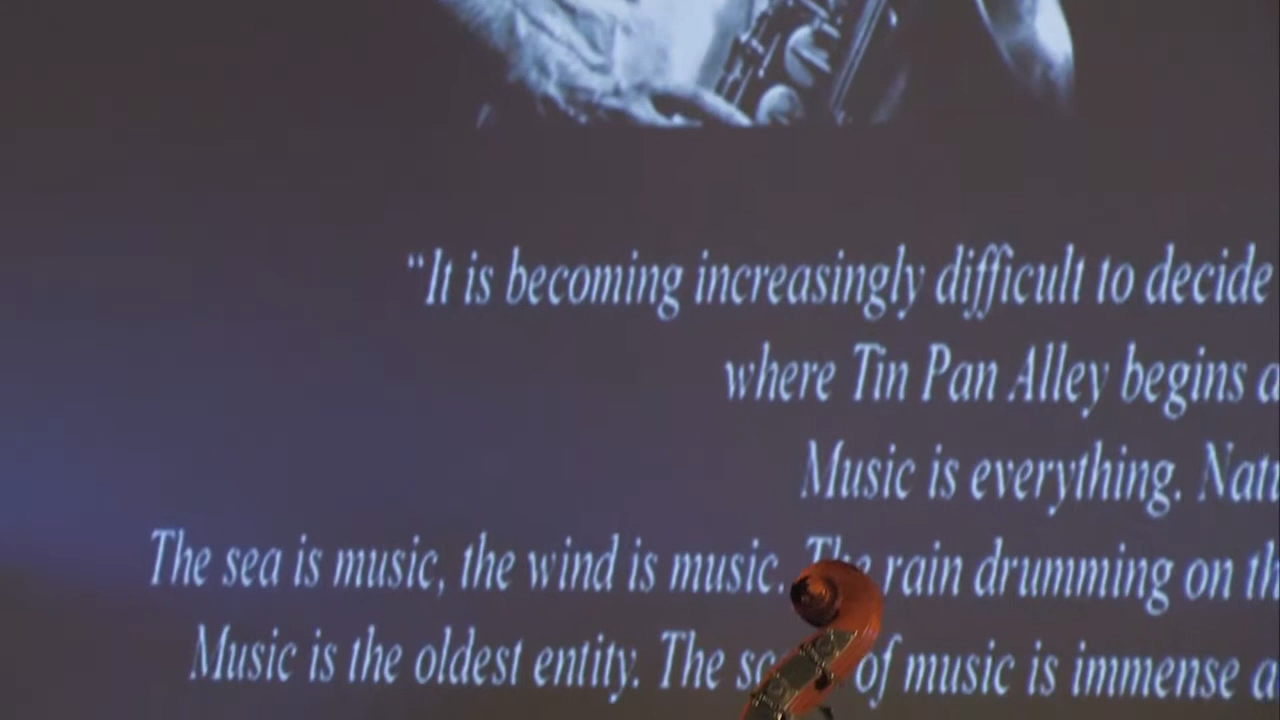 “It is becoming increasingly difficult to decide
where Tin Pan Alley begins
Music is everything.
The sea is music, the wind is music. The rain drumming on
Music is the oldest entity. The of music is immense